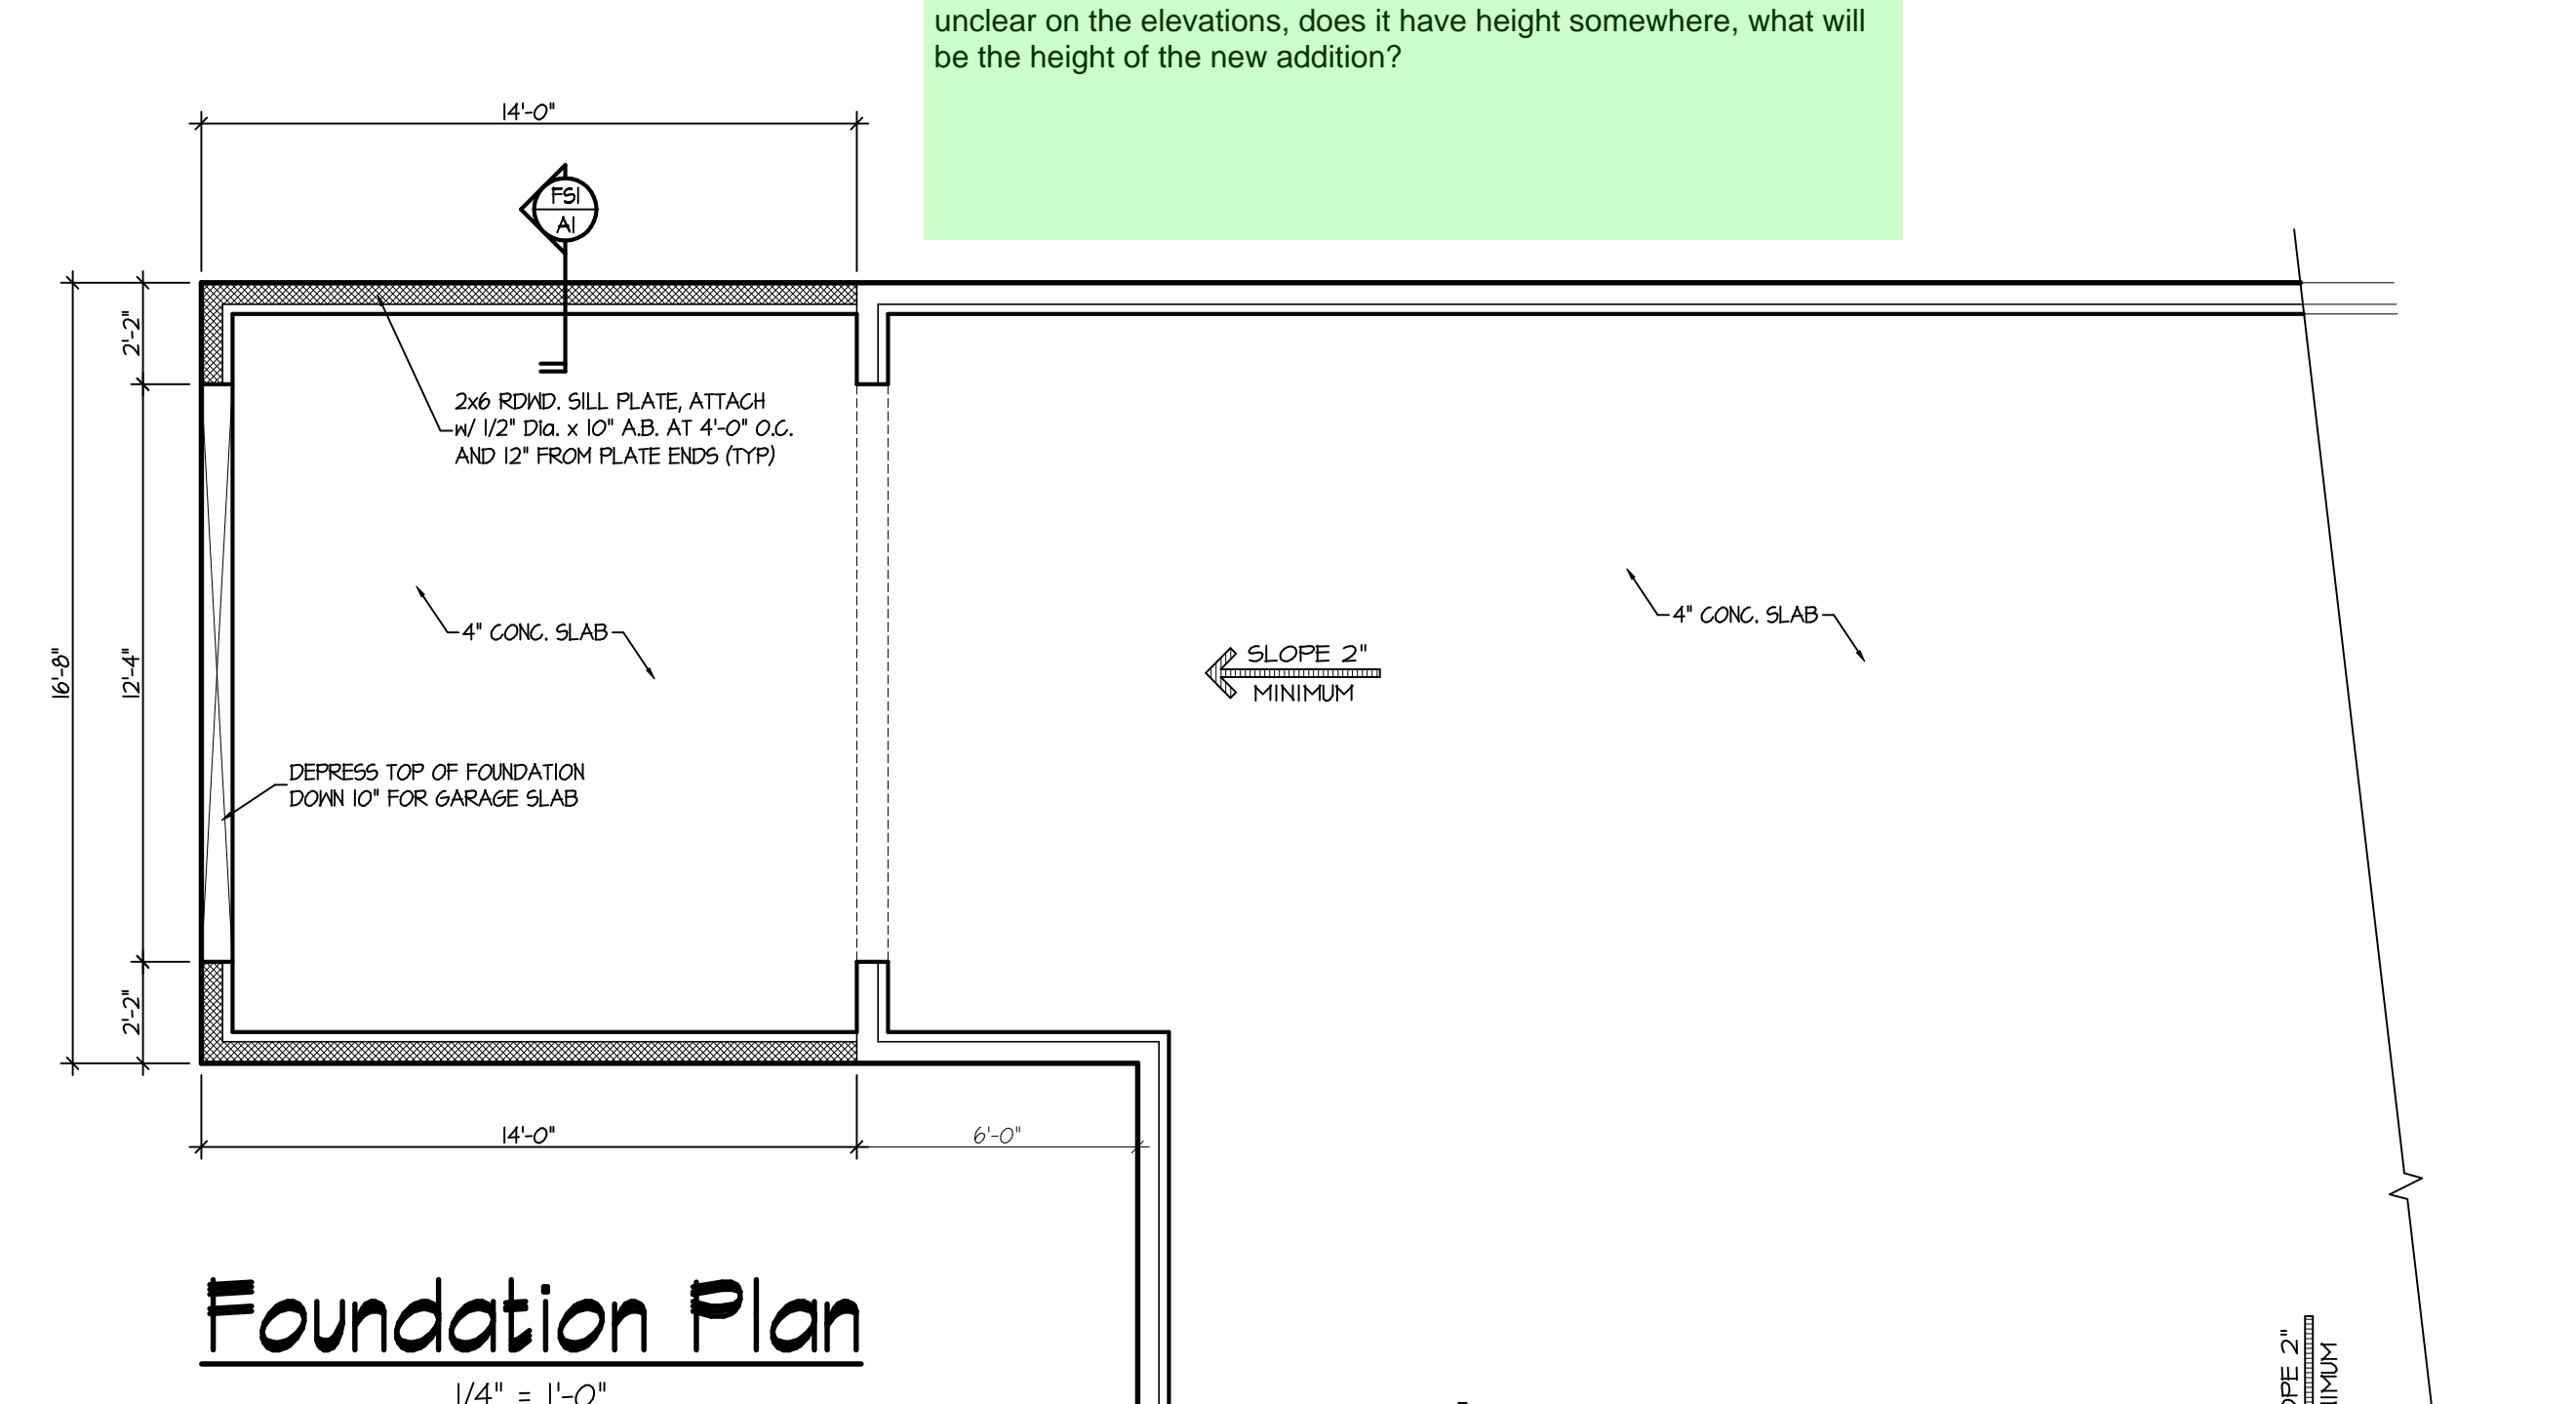 unclear on the elevations, does it have height somewhere, what will
be the height of the new addition?
14'-0"
FS1
A1
2'-2"
2x6 RDWD. SILL PLATE, ATTACH
w/ 1/2" Dia. x 10" A.B. AT 4'-0" O.C.
AND 12" FROM PLATE ENDS (TYP)
4" CONC. SLAB
4" CONC. SLAB
SLOPE 2"
MINIMUM
16'-8"
12'-4"
DEPRESS TOP OF FOUNDATION
DOWN 10" FOR GARAGE SLAB
2'-2"
14'-0"
6'-0"
Foundation Plan
1/4" = 1'-0"
OPE 2"
IMUM